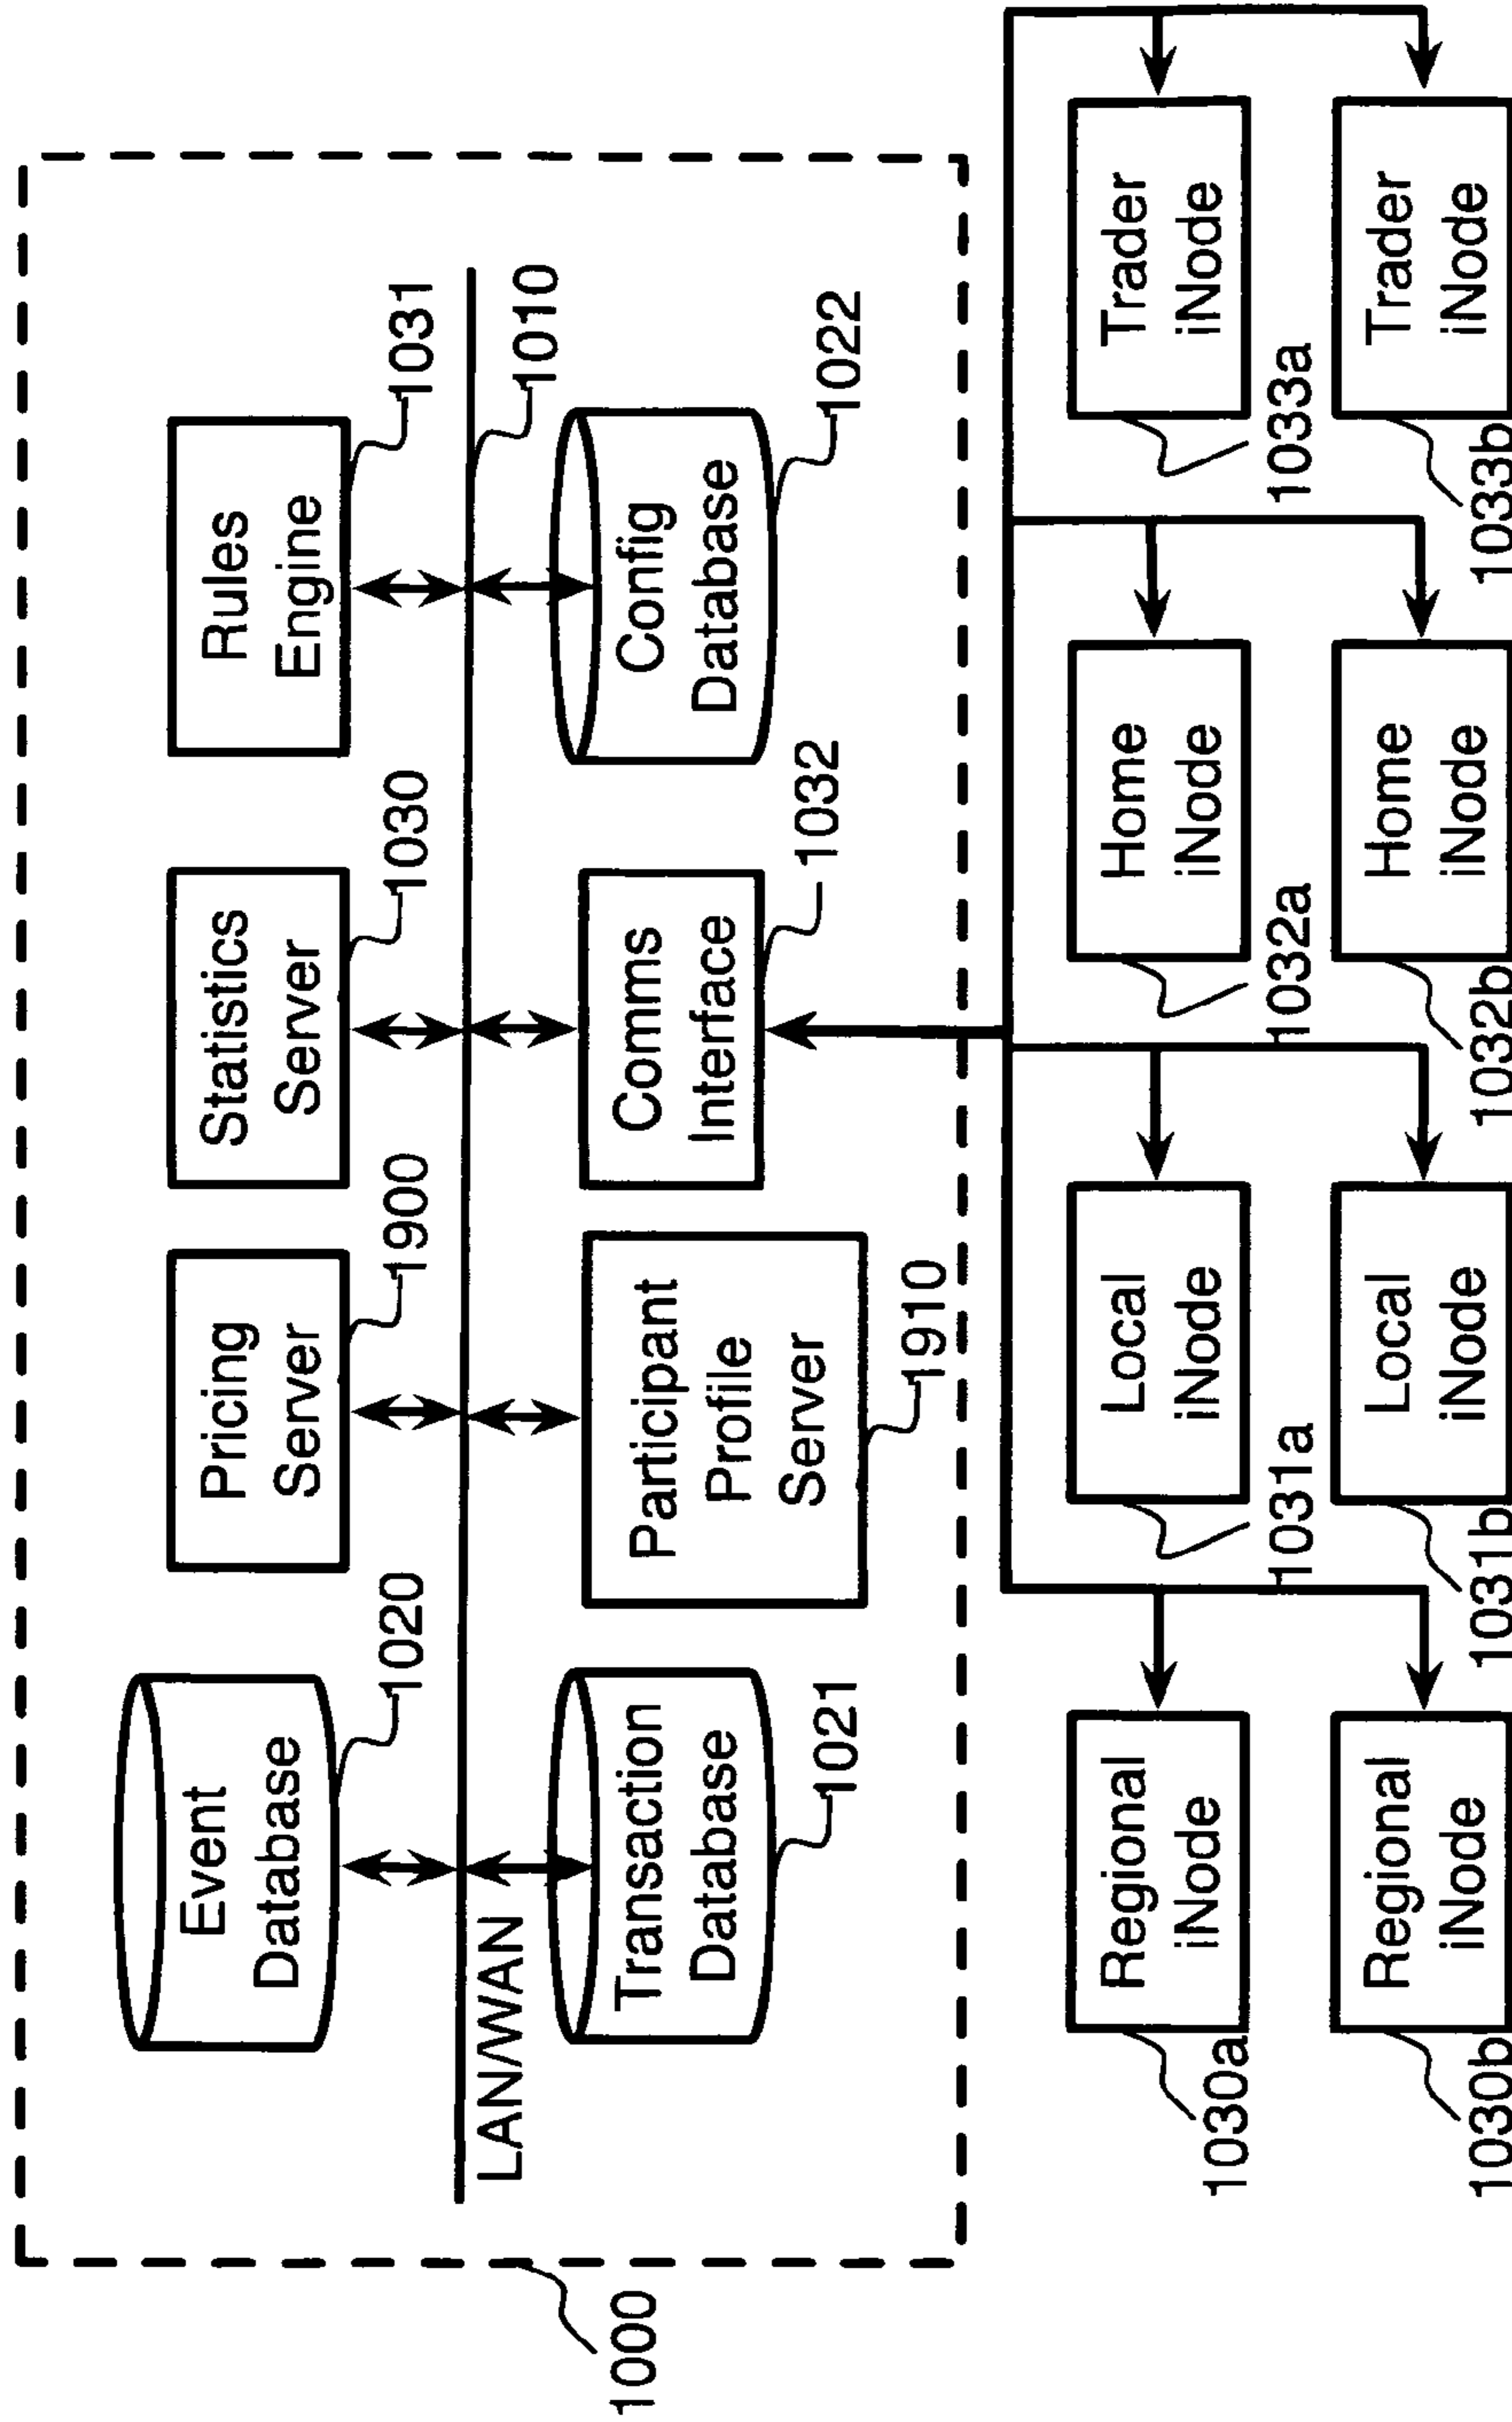 1000
Event
Database
1020
Pricing
Server
1900
Statistics
Server
1030
Rules
Engine
1031
LAN/WAN
1010
Transaction
Database
1021
Participant
Profile
Server
1910
Comms
Interface
1032
Config
Database
1022
Regional
iNode
1030a
Local
iNode
1031a
Home
iNode
1032a
Trader
iNode
1033a
Regional
iNode
1030b
Local
iNode
1031b
Home
iNode
1032b
Trader
iNode
1033b